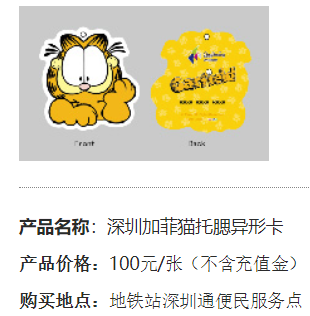 Garfield
Front
Back
产品名称：深圳加菲猫托腮异形卡
产品价格：100元/张（不含充值金）
购买地点：地铁站深圳通便民服务点